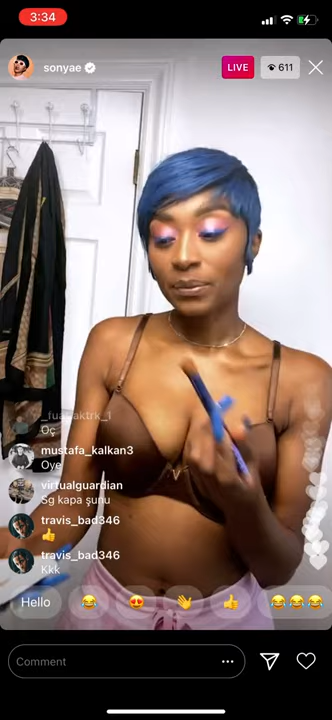 3:34
sonyae
LIVE
611
Oç
mustafa_kalkan3
Oye
virtualguardian
Sg kapa şunu
travis_bad346
👍
travis_bad346
Kkk
Hello 😂 😍 👋 👍 😂😂😂
Comment